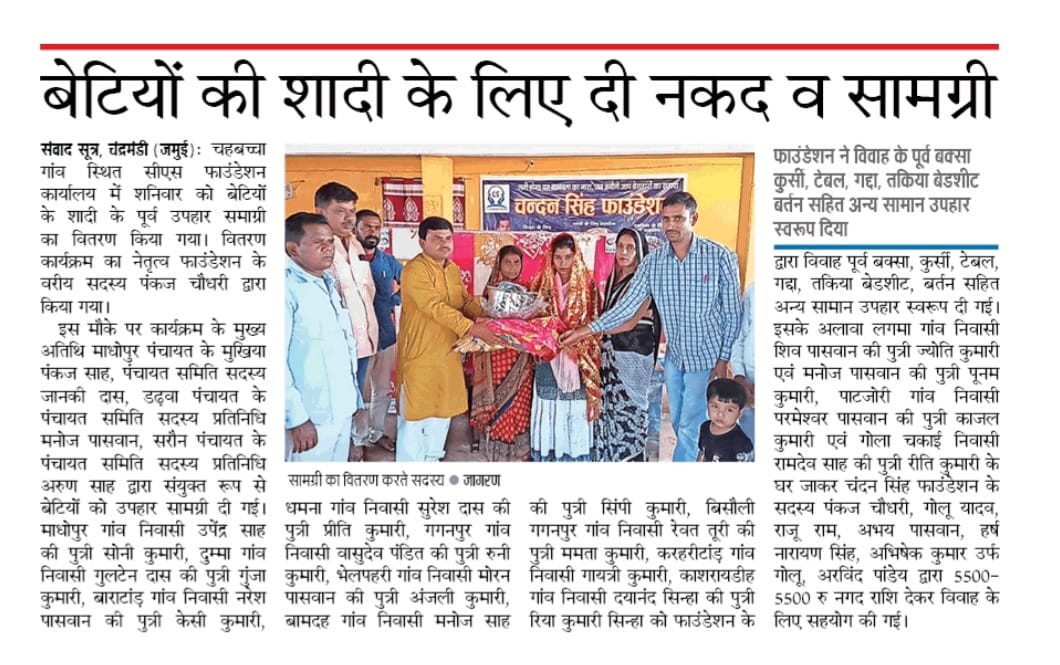 बेटियों की शादी के लिए दी नकद व सामग्री
संवाद सूत्र, चंद्रमंडी (जमुई): चहबच्चा
गांव स्थित सीएस फाउंडेशन
कार्यालय में शनिवार को बेटियों
के शादी के पूर्व उपहार समाग्री
का वितरण किया गया। वितरण
कार्यक्रम का नेतृत्व फाउंडेशन के
वरीय सदस्य पंकज चौधरी द्वारा
किया गया।
इस मौके पर कार्यक्रम के मुख्य
अतिथि माधोपुर पंचायत के मुखिया
पंकज साह, पंचायत समिति सदस्य
जानकी दास, डढ़वा पंचायत के
पंचायत समिति सदस्य प्रतिनिधि
मनोज पासवान, सरौन पंचायत के
पंचायत समिति सदस्य प्रतिनिधि
अरुण साह द्वारा संयुक्त रूप से
बेटियों को उपहार सामग्री दी गई।
माधोपुर गांव निवासी उपेंद्र साह
की पुत्री सोनी कुमारी, दुम्मा गांव
निवासी गुलटेन दास की पुत्री गुंजा
कुमारी, बाराटांड़ गांव निवासी नरेश
पासवान की पुत्री केसी कुमारी,
चन्दन सिंह फाउंडेश
सामग्री का वितरण करते सदस्य ● जागरण
धमना गांव निवासी सुरेश दास की
पुत्री प्रीति कुमारी, गगनपुर गांव
निवासी वासुदेव पंडित की पुत्री रुनी
कुमारी, भेलपहरी गांव निवासी मोरन
पासवान की पुत्री अंजली कुमारी,
बामदह गांव निवासी मनोज साह
की पुत्री सिंपी कुमारी, बिसौली
गगनपुर गांव निवासी रेवत तूरी की
पुत्री ममता कुमारी, करहरीटांड़ गांव
निवासी गायत्री कुमारी, काशरायडीह
गांव निवासी दयानंद सिन्हा की पुत्री
रिया कुमारी सिन्हा को फाउंडेशन के
फाउंडेशन ने विवाह के पूर्व बक्सा
कुर्सी, टेबल, गद्दा, तकिया बेडशीट
बर्तन सहित अन्य सामान उपहार
स्वरूप दिया
द्वारा विवाह पूर्व बक्सा, कुर्सी, टेबल,
गद्दा, तकिया बेडशीट, बर्तन सहित
अन्य सामान उपहार स्वरूप दी गई।
इसके अलावा लगमा गांव निवासी
शिव पासवान की पुत्री ज्योति कुमारी
एवं मनोज पासवान की पुत्री पूनम
कुमारी, पाटजोरी गांव निवासी
परमेश्वर पासवान की पुत्री काजल
कुमारी एवं गोला चकाई निवासी
रामदेव साह की पुत्री रीति कुमारी के
घर जाकर चंदन सिंह फाउंडेशन के
सदस्य पंकज चौधरी, गोलू यादव,
राजू राम, अभय पासवान, हर्ष
नारायण सिंह, अभिषेक कुमार उर्फ
गोलू, अरविंद पांडेय द्वारा 5500-
5500 रु नगद राशि देकर विवाह के
लिए सहयोग की गई।